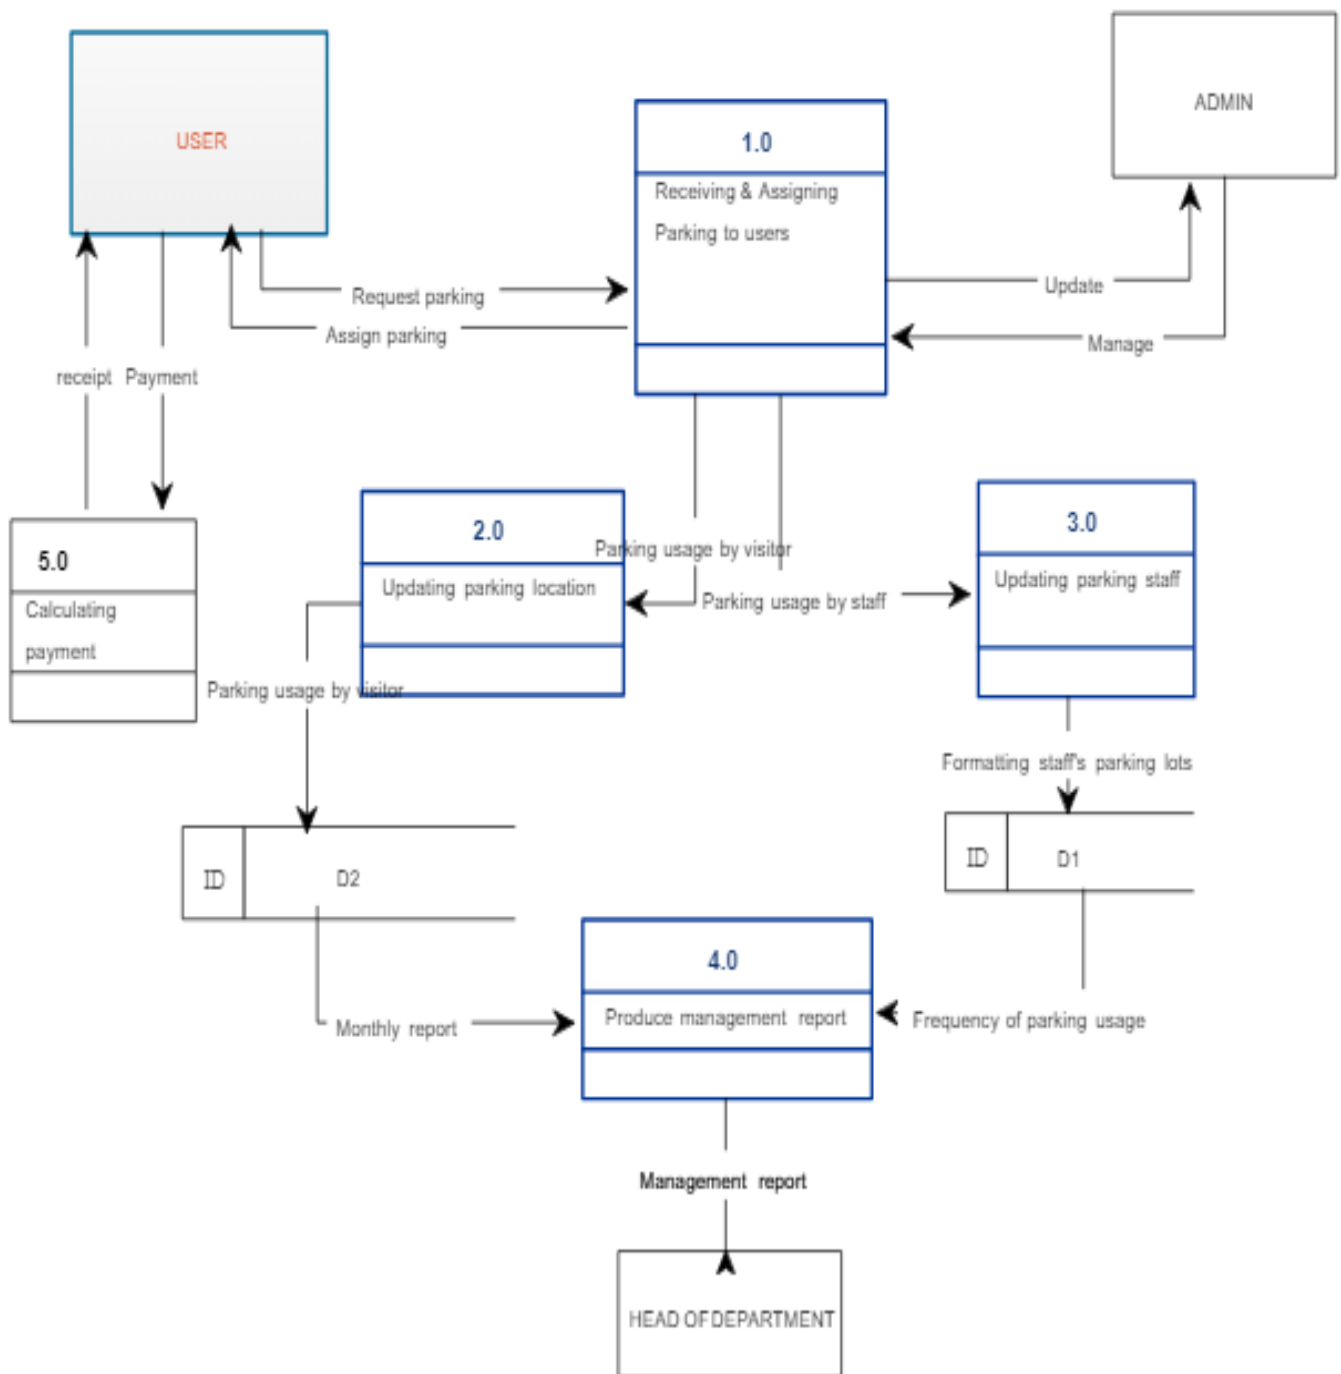 USER
1.0
Receiving & Assigning
Parking to users
ADMIN
Request parking
Assign parking
Update
Manage
receipt
Payment
5.0
Calculating
payment
2.0
Updating parking location
Parking usage by visitor
Parking usage by staff
3.0
Updating parking staff
Parking usage by visitor
Formatting staff's parking lots
ID
D2
ID
D1
4.0
Produce management report
Monthly report
Frequency of parking usage
Management report
HEAD OF DEPARTMENT